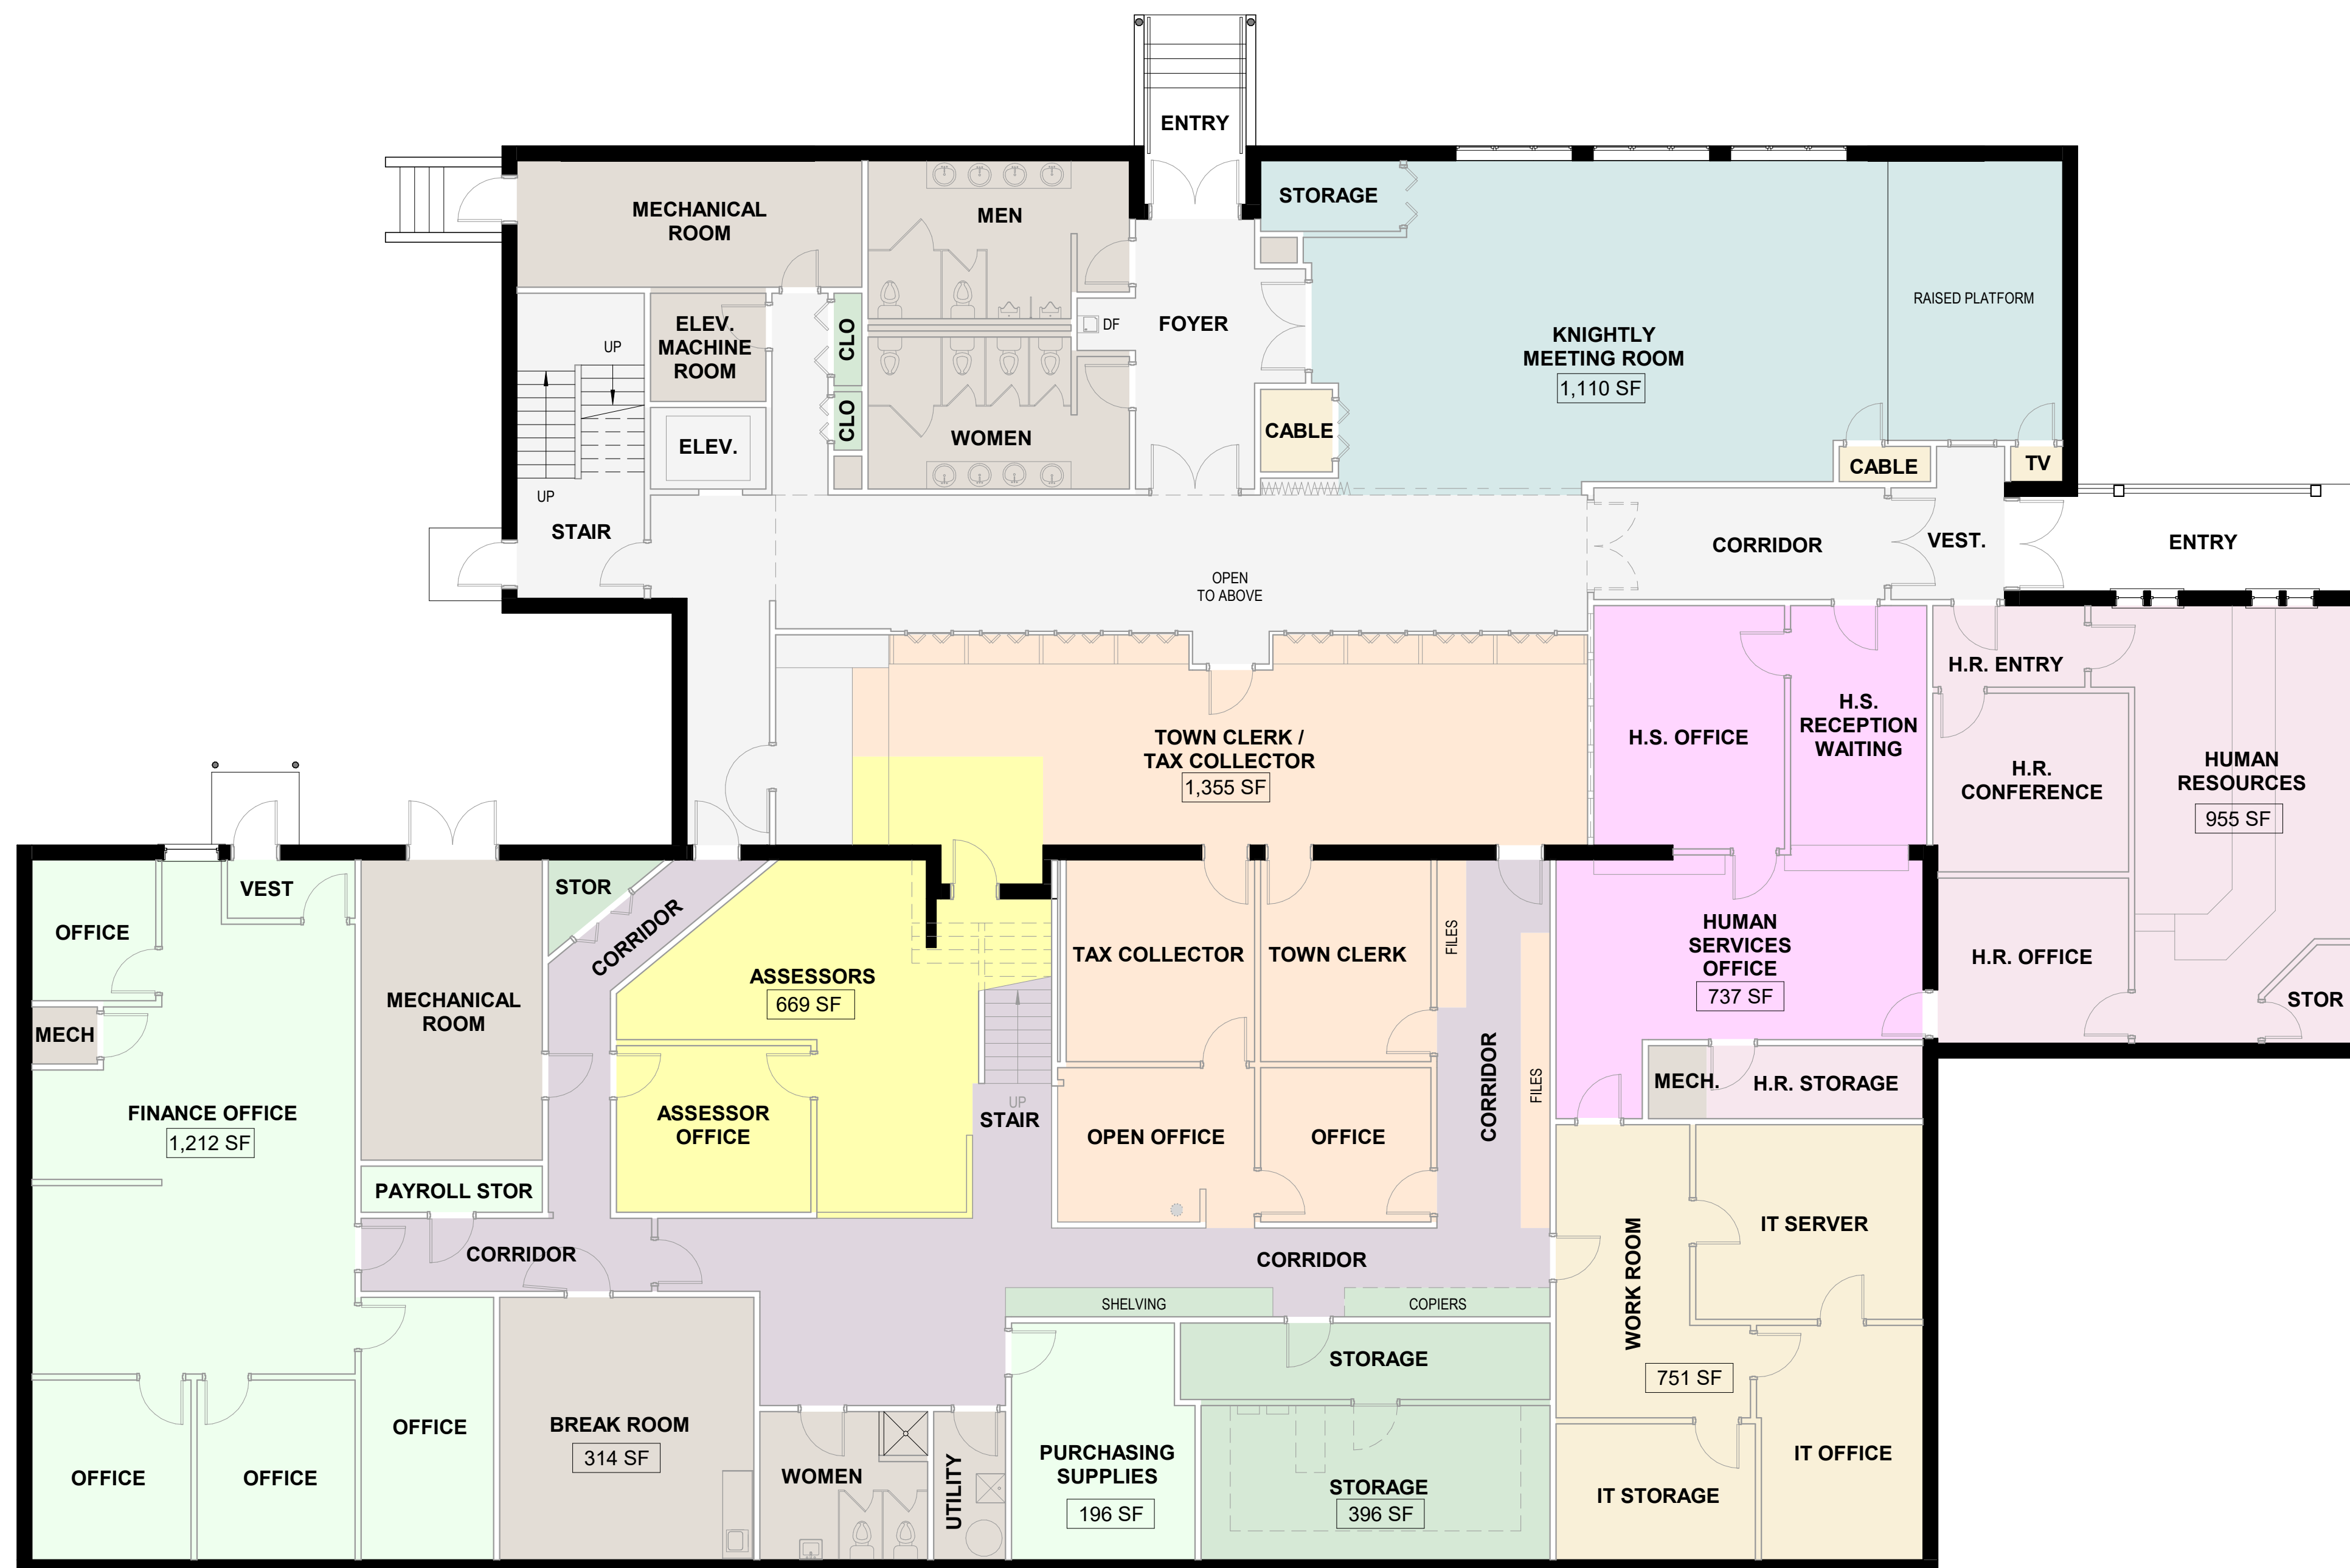 ENTRY
MECHANICAL
ROOM
MEN
STORAGE
ELEV.
MACHINE
ROOM
CLO
DF
FOYER
RAISED PLATFORM
KNIGHTLY
MEETING ROOM
1,110 SF
UP
CLO
ELEV.
WOMEN
CABLE
CABLE
TV
UP
STAIR
CORRIDOR
VEST.
ENTRY
OPEN
TO ABOVE
TOWN CLERK /
TAX COLLECTOR
1,355 SF
H.S. OFFICE
H.S.
RECEPTION
WAITING
H.R. ENTRY
H.R.
CONFERENCE
HUMAN
RESOURCES
955 SF
OFFICE
VEST
STOR
CORRIDOR
MECH
MECHANICAL
ROOM
ASSESSORS
669 SF
TAX COLLECTOR
TOWN CLERK
FILES
HUMAN
SERVICES
OFFICE
737 SF
H.R. OFFICE
STOR
FINANCE OFFICE
1,212 SF
ASSESSOR
OFFICE
UP
STAIR
OPEN OFFICE
OFFICE
CORRIDOR
FILES
MECH.
H.R. STORAGE
PAYROLL STOR
CORRIDOR
CORRIDOR
WORK ROOM
IT SERVER
SHELVING
COPIERS
STORAGE
751 SF
OFFICE
OFFICE
OFFICE
BREAK ROOM
314 SF
WOMEN
UTILITY
PURCHASING
SUPPLIES
196 SF
STORAGE
396 SF
IT STORAGE
IT OFFICE